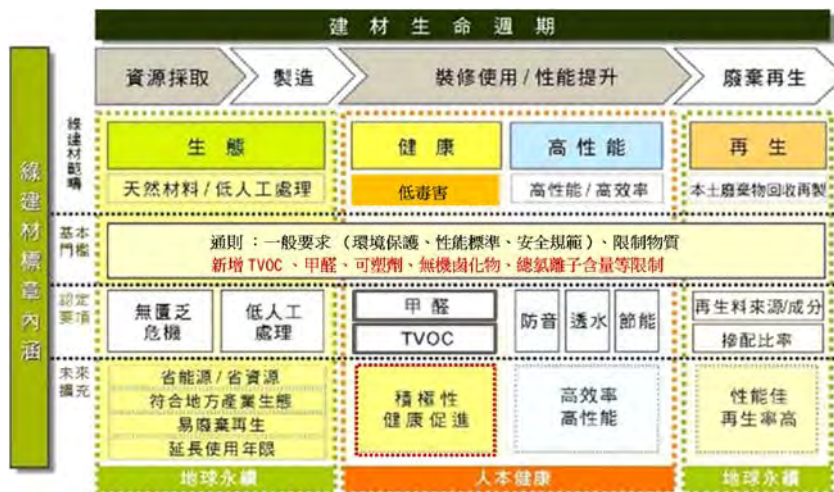 建材生命週期
資源採取
製造
裝修使用/性能提升
廢棄再生
綠建材標章內涵
綠建材範疇
生態
健康
高性能
再生
天然材料/低人工處理
低毒害
高性能/高效率
本土廢棄物回收再製
基本
門檻
通則：一般要求（環境保護、性能標準、安全規範）、限制物質
新增TVOC、甲醛、可塑劑、無機鹵化物、總氯離子含量等限制
認定
要項
無匱乏
危機
低人工
處理
甲醛
TVOC
防音
透水
節能
再生料來源/成分
摻配比率
未來
擴充
省能源/省資源
符合地方產業生態
易廢棄再生
延長使用年限
積極性
健康促進
高效率
高性能
性能佳
再生率高
地球永續
人本健康
地球永續